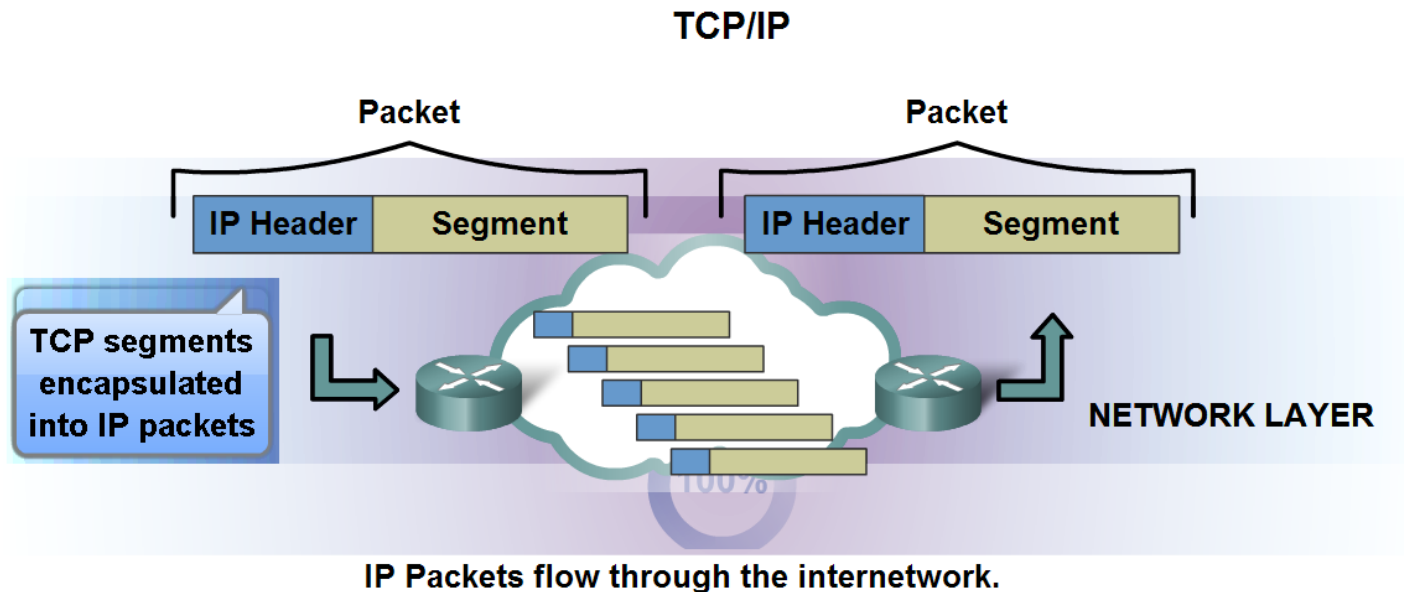 TCP/IP
Packet
Packet
IP Header
Segment
IP Header
Segment
TCP segments
encapsulated
into IP packets
NETWORK LAYER
100%
IP Packets flow through the internetwork.